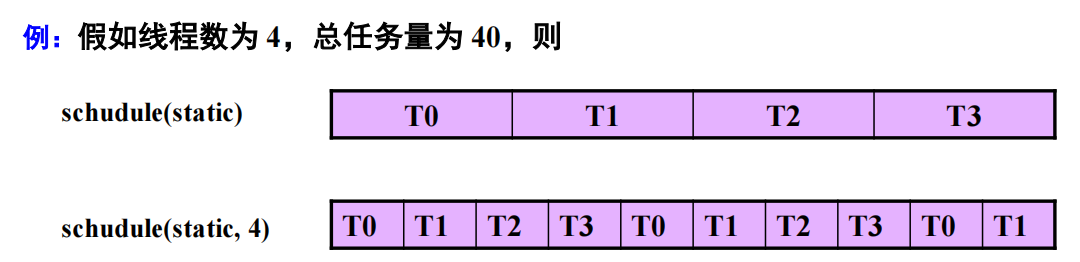 例：假如线程数为 4，总任务量为 40，则
schudule(static)
T0 T1 T2 T3
schudule(static, 4)
T0 T1 T2 T3 T0 T1 T2 T3 T0 T1